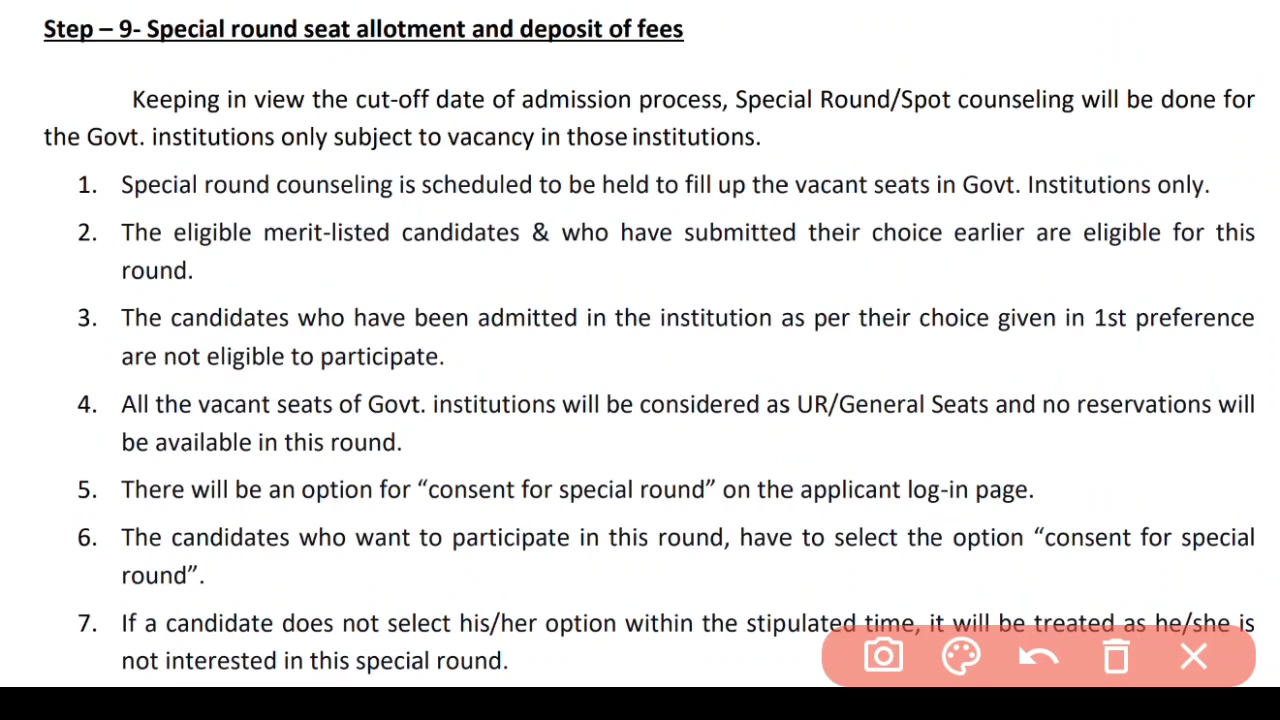 Step – 9- Special round seat allotment and deposit of fees
Keeping in view the cut-off date of admission process, Special Round/Spot counseling will be done for
the Govt. institutions only subject to vacancy in those institutions.
1. Special round counseling is scheduled to be held to fill up the vacant seats in Govt. Institutions only.
2. The eligible merit-listed candidates & who have submitted their choice earlier are eligible for this
round.
3. The candidates who have been admitted in the institution as per their choice given in 1st preference
are not eligible to participate.
4. All the vacant seats of Govt. institutions will be considered as UR/General Seats and no reservations will
be available in this round.
5. There will be an option for “consent for special round” on the applicant log-in page.
6. The candidates who want to participate in this round, have to select the option “consent for special
round”.
7. If a candidate does not select his/her option within the stipulated time, it will be treated as he/she is
not interested in this special round.